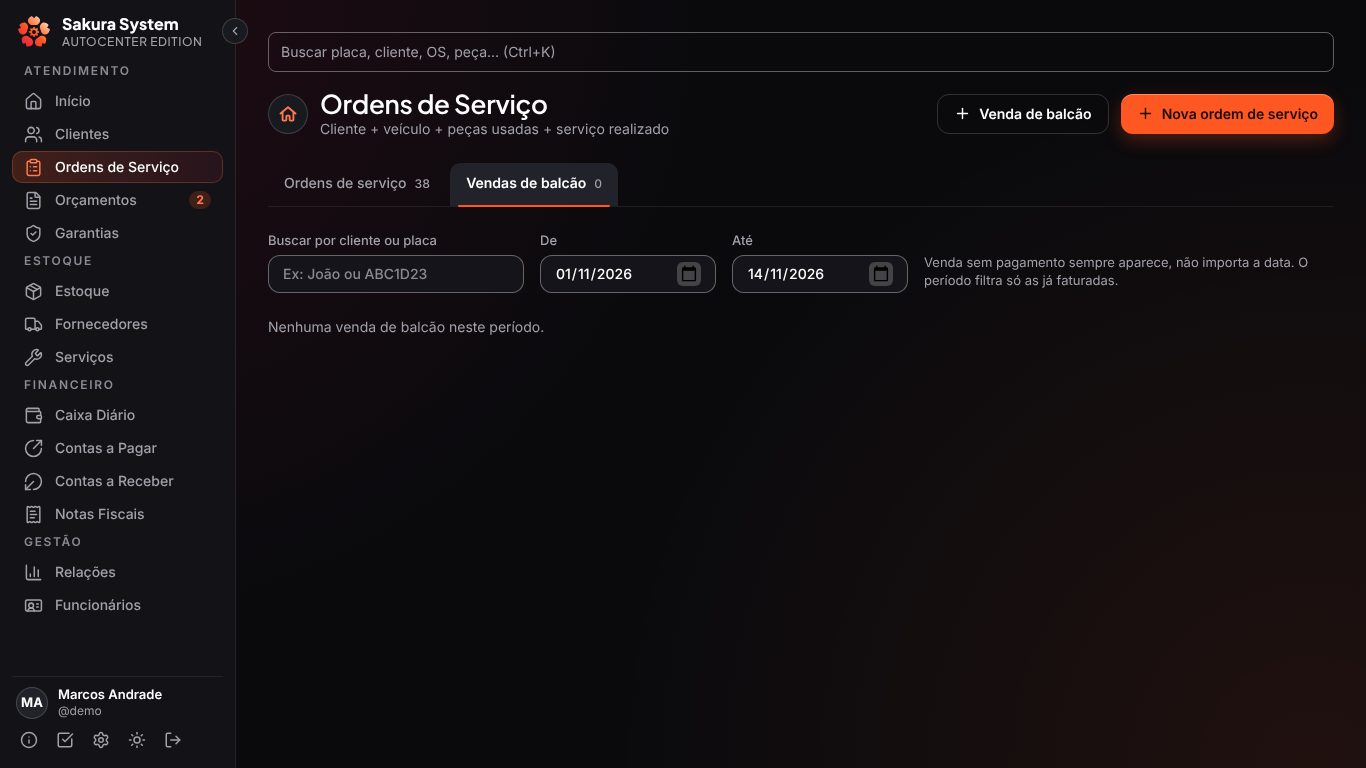 Sakura System
AUTOCENTER EDITION
ATENDIMENTO
Início
Clientes
Ordens de Serviço
Orçamentos 2
Garantias
ESTOQUE
Estoque
Fornecedores
Serviços
FINANCEIRO
Caixa Diário
Contas a Pagar
Contas a Receber
Notas Fiscais
GESTÃO
Relações
Funcionários
MA
Marcos Andrade
@demo
Buscar placa, cliente, OS, peça... (Ctrl+K)
Ordens de Serviço
Cliente + veículo + peças usadas + serviço realizado
+ Venda de balcão
+ Nova ordem de serviço
Ordens de serviço 38
Vendas de balcão 0
Buscar por cliente ou placa
Ex: João ou ABC1D23
De
01/11/2026
Até
14/11/2026
Venda sem pagamento sempre aparece, não importa a data. O
período filtra só as já faturadas.
Nenhuma venda de balcão neste período.